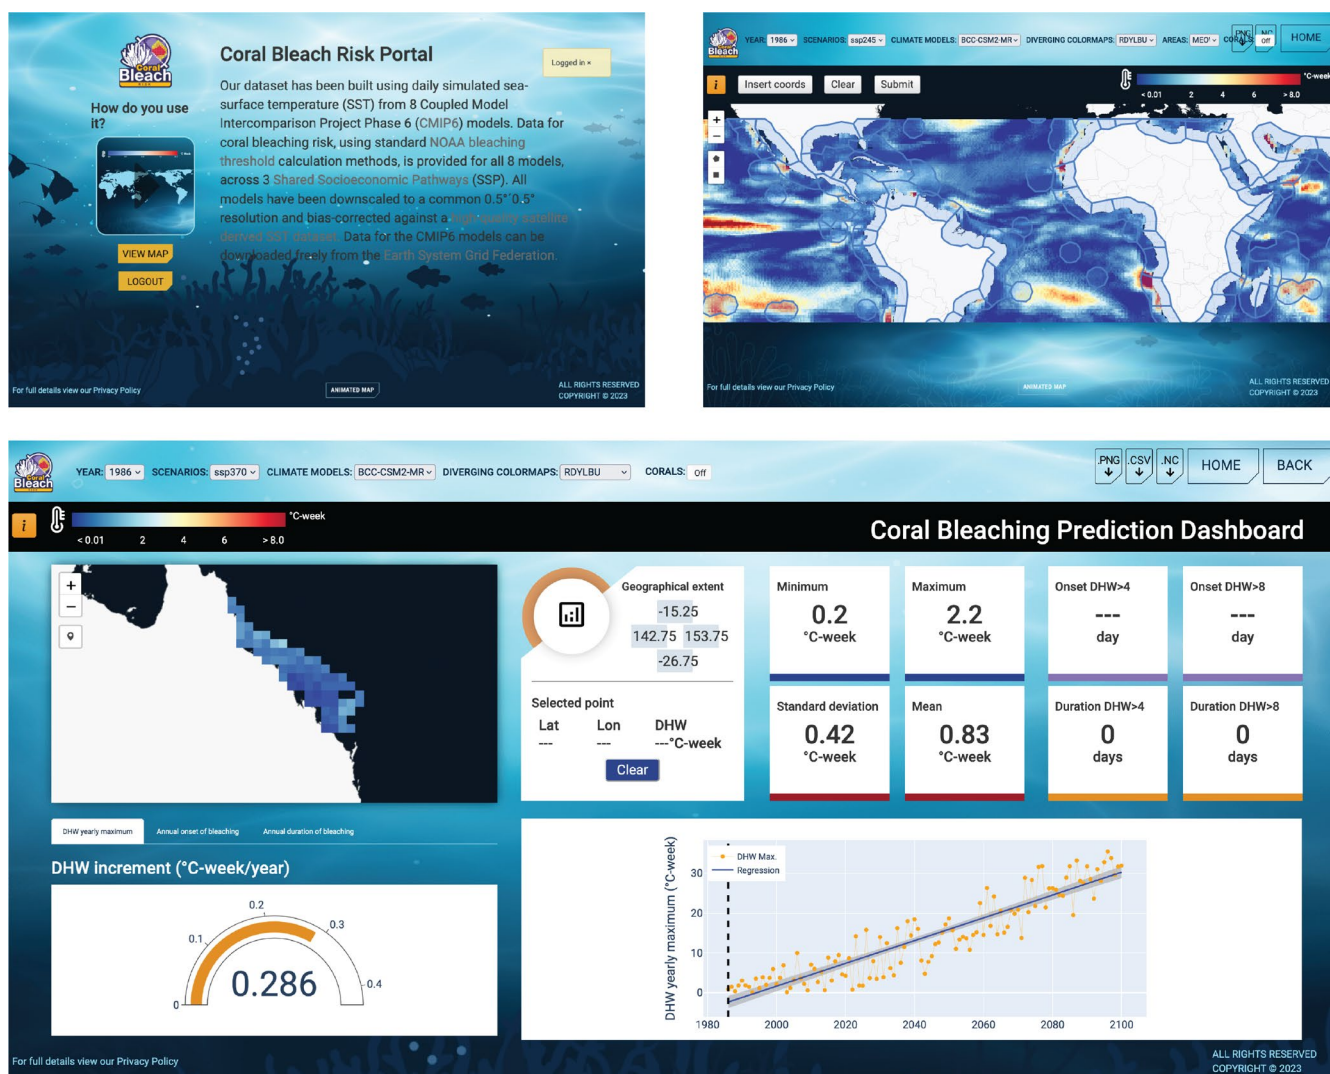 Coral
Bleach
How do you use
it?
VIEW MAP
LOGOUT
Coral Bleach Risk Portal
Logged in ×
Our dataset has been built using daily simulated sea-
surface temperature (SST) from 8 Coupled Model
Intercomparison Project Phase 6 (CMIP6) models. Data for
coral bleaching risk, using standard NOAA bleaching
threshold calculation methods, is provided for all 8 models,
across 3 Shared Socioeconomic Pathways (SSP). All
models have been downscaled to a common 0.5°˙0.5°
resolution and bias-corrected against a high quality satellite
derived SST dataset. Data for the CMIP6 models can be
downloaded freely from the Earth System Grid Federation.
For full details view our Privacy Policy
ANIMATED MAP
ALL RIGHTS RESERVED
COPYRIGHT © 2023
Coral
Bleach
YEAR: 1986 SCENARIOS: ssp245 CLIMATE MODELS: BCC-CSM2-MR DIVERGING COLORMAPS: RDYLBU AREAS: MED CORALS: Off .PNG .NC HOME
i Insert coords Clear Submit
°C-week
< 0.01 2 4 6 > 8.0
+
−
For full details view our Privacy Policy
ANIMATED MAP
ALL RIGHTS RESERVED
COPYRIGHT © 2023
Coral
Bleach
YEAR: 1986 SCENARIOS: ssp370 CLIMATE MODELS: BCC-CSM2-MR DIVERGING COLORMAPS: RDYLBU CORALS: Off .PNG .CSV .NC HOME BACK
i °C-week
< 0.01 2 4 6 > 8.0
Coral Bleaching Prediction Dashboard
+
−
Geographical extent
-15.25
142.75 153.75
-26.75
Selected point
Lat Lon DHW
--- --- ---°C-week
Clear
Minimum
0.2
°C-week
Maximum
2.2
°C-week
Onset DHW>4
---
day
Onset DHW>8
---
day
Standard deviation
0.42
°C-week
Mean
0.83
°C-week
Duration DHW>4
0
days
Duration DHW>8
0
days
DHW yearly maximum Annual onset of bleaching Annual duration of bleaching
DHW increment (°C-week/year)
0 0.1 0.2 0.3 0.4
0.286
DHW yearly maximum (°C-week)
DHW Max.
Regression
30
20
10
0
1980 2000 2020 2040 2060 2080 2100
For full details view our Privacy Policy
ALL RIGHTS RESERVED
COPYRIGHT © 2023